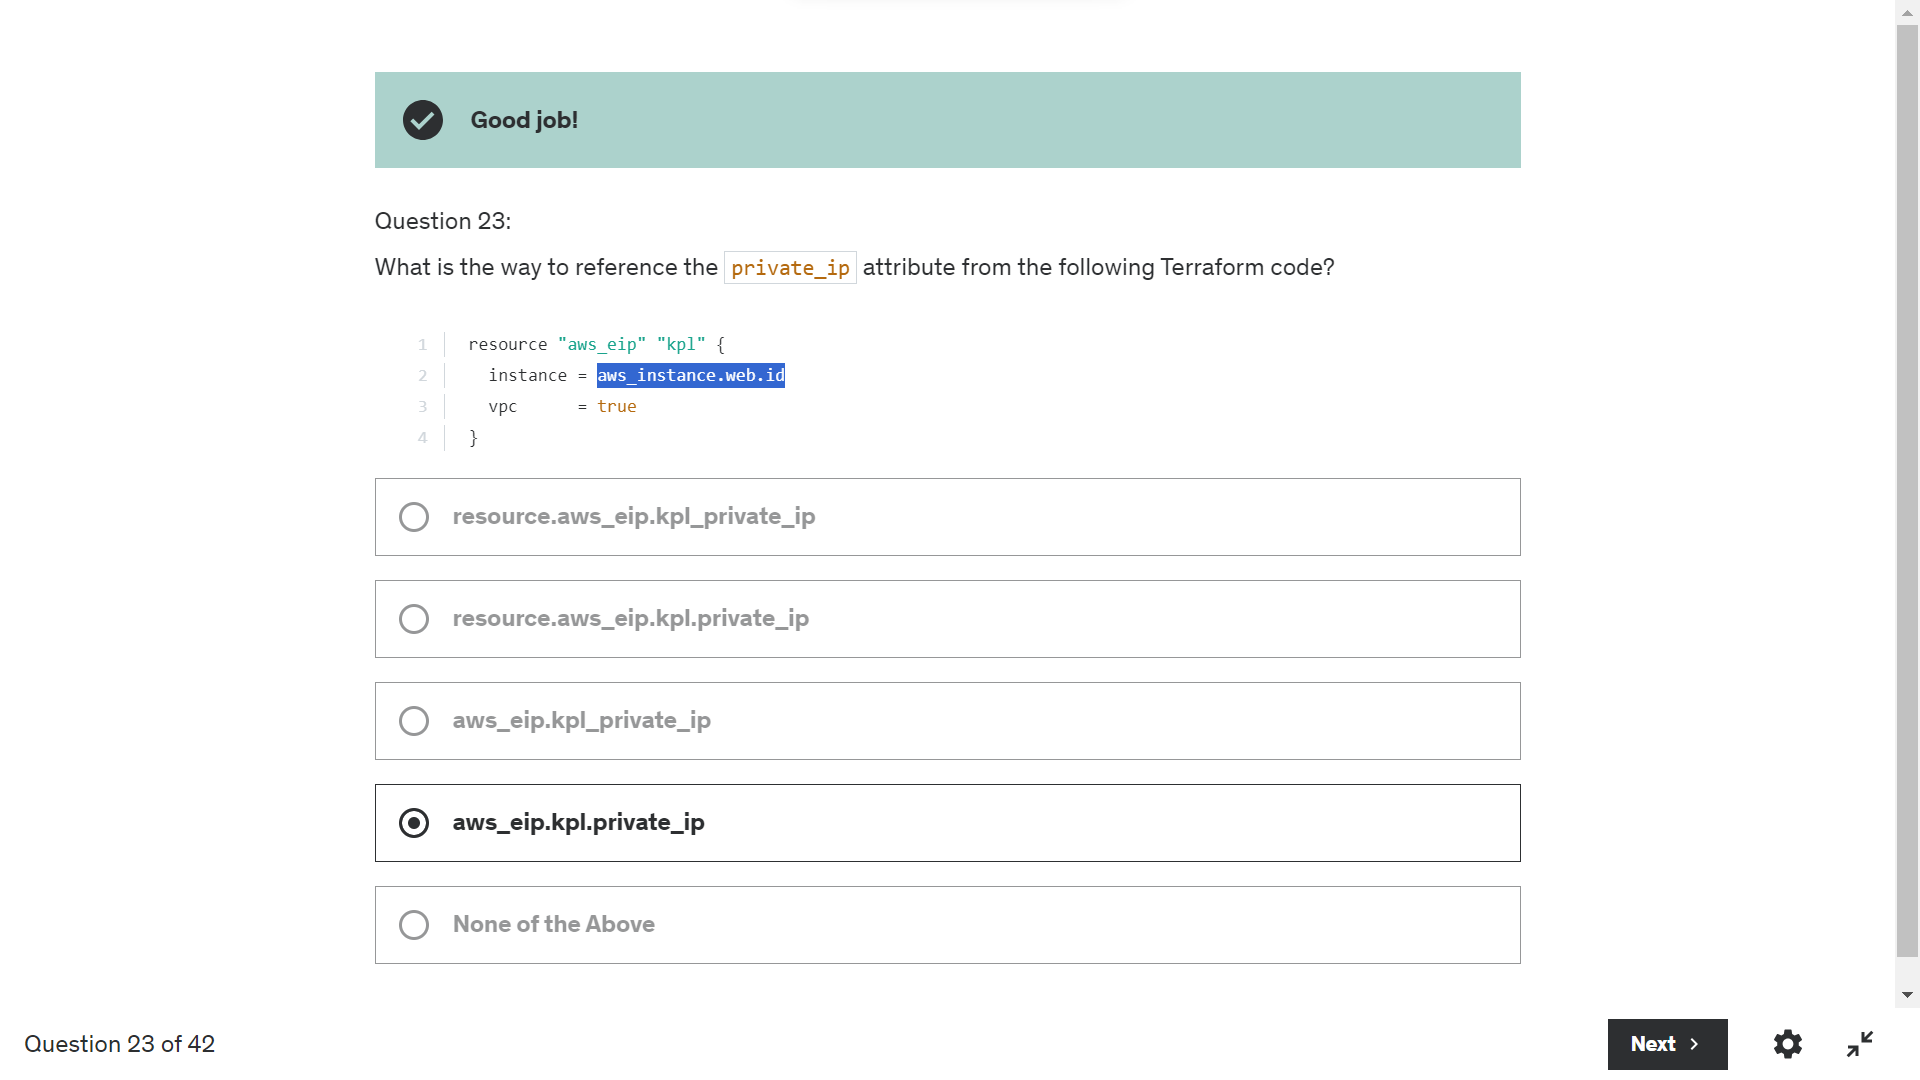 Good job!
Question 23:
What is the way to reference the private_ip attribute from the following Terraform code?
1 resource "aws_eip" "kpl" {
2   instance = aws_instance.web.id
3   vpc      = true
4 }
resource.aws_eip.kpl_private_ip
resource.aws_eip.kpl.private_ip
aws_eip.kpl_private_ip
aws_eip.kpl.private_ip
None of the Above
Question 23 of 42
Next